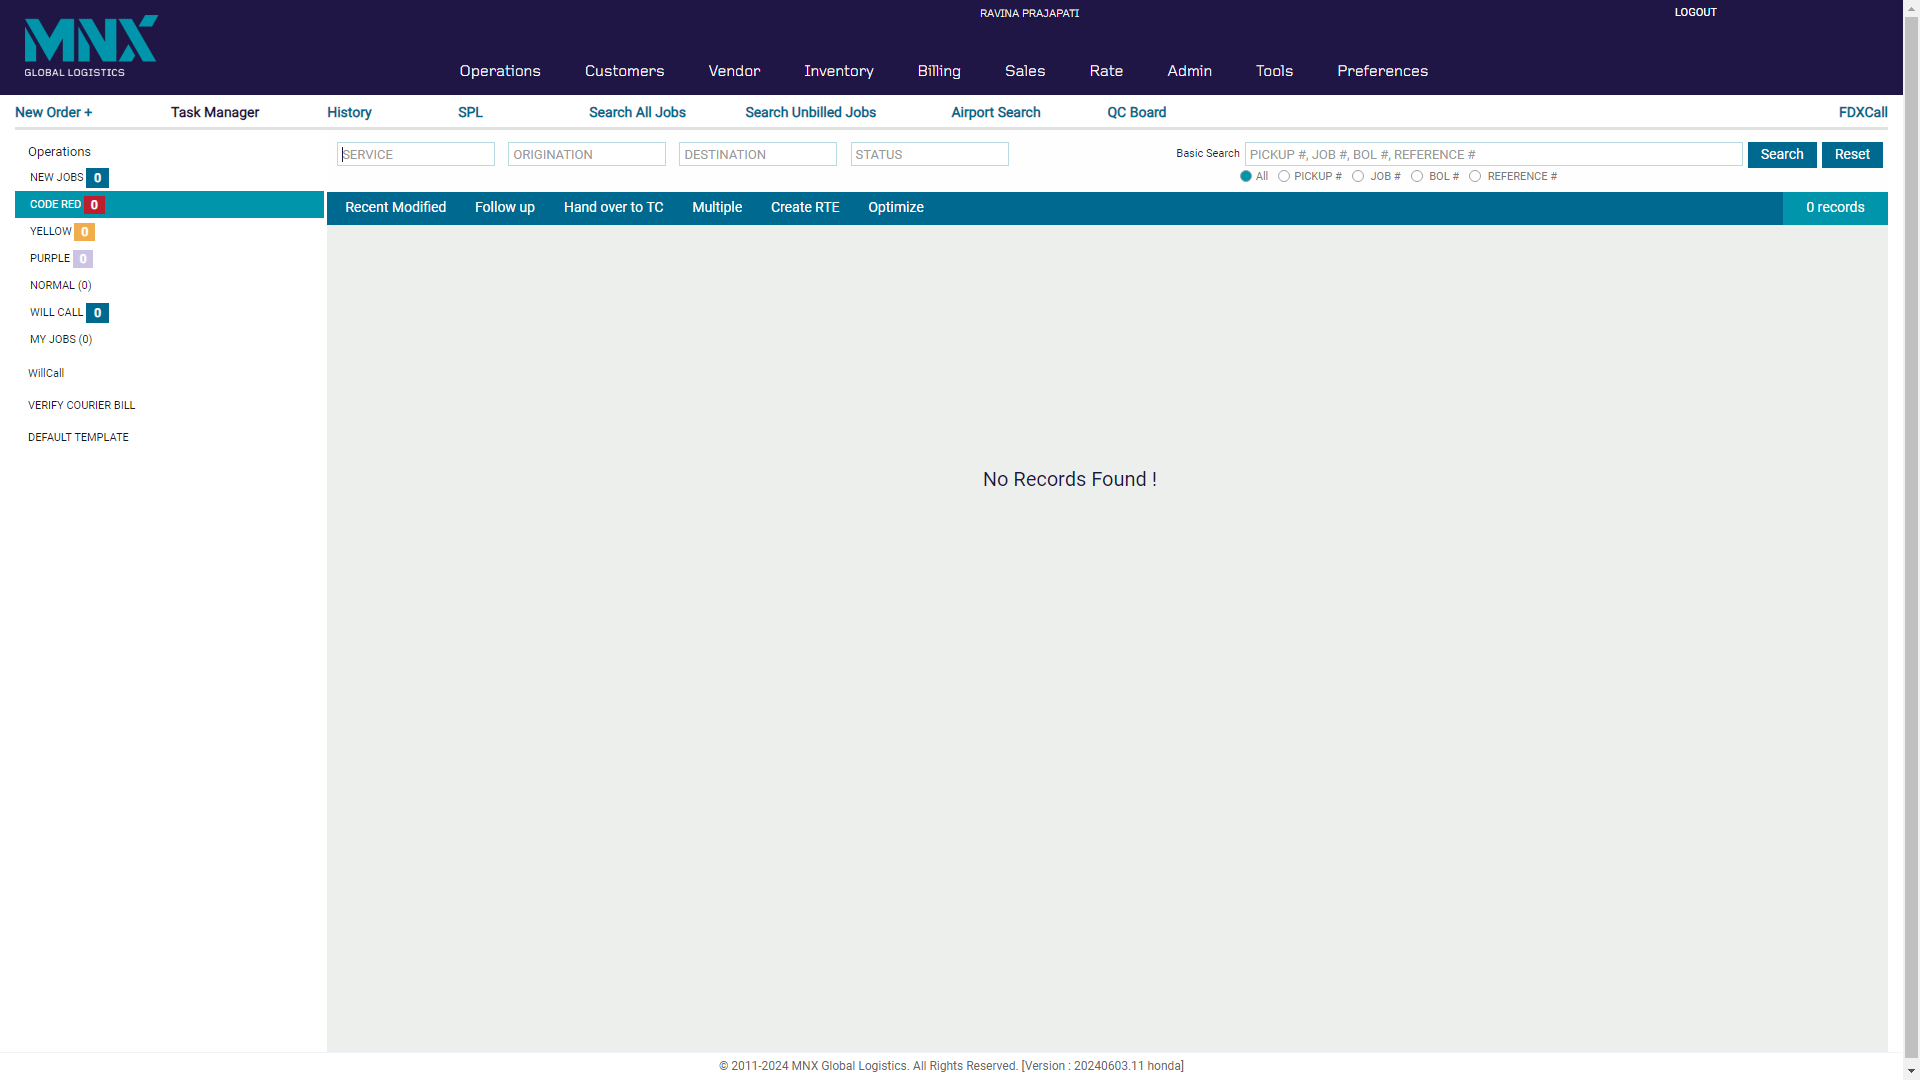 RAVINA PRAJAPATI
LOGOUT
MNX
GLOBAL LOGISTICS
Operations Customers Vendor Inventory Billing Sales Rate Admin Tools Preferences
New Order + Task Manager History SPL Search All Jobs Search Unbilled Jobs Airport Search QC Board FDXCall
Operations
NEW JOBS 0
CODE RED 0
YELLOW 0
PURPLE 0
NORMAL (0)
WILL CALL 0
MY JOBS (0)
WillCall
VERIFY COURIER BILL
DEFAULT TEMPLATE
SERVICE ORIGINATION DESTINATION STATUS Basic Search PICKUP #, JOB #, BOL #, REFERENCE # Search Reset
All PICKUP # JOB # BOL # REFERENCE #
Recent Modified Follow up Hand over to TC Multiple Create RTE Optimize 0 records
No Records Found !
© 2011-2024 MNX Global Logistics. All Rights Reserved. [Version : 20240603.11 honda]